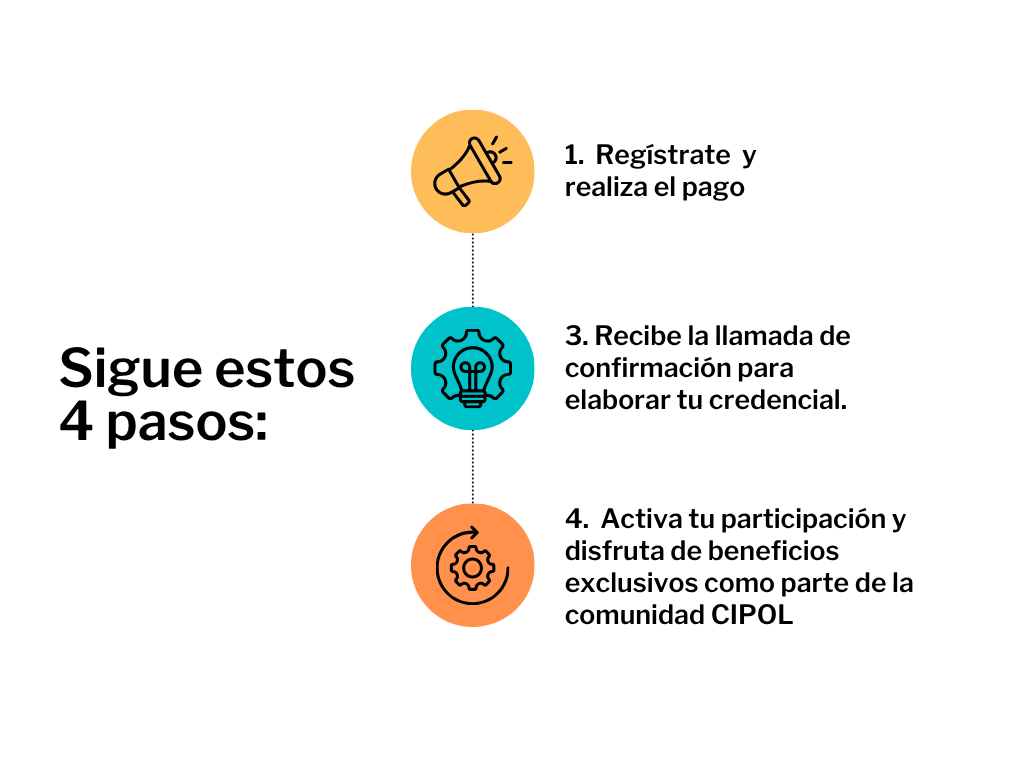 Sigue estos
4 pasos:
1. Regístrate y
realiza el pago
3. Recibe la llamada de
confirmación para
elaborar tu credencial.
4. Activa tu participación y
disfruta de beneficios
exclusivos como parte de la
comunidad CIPOL